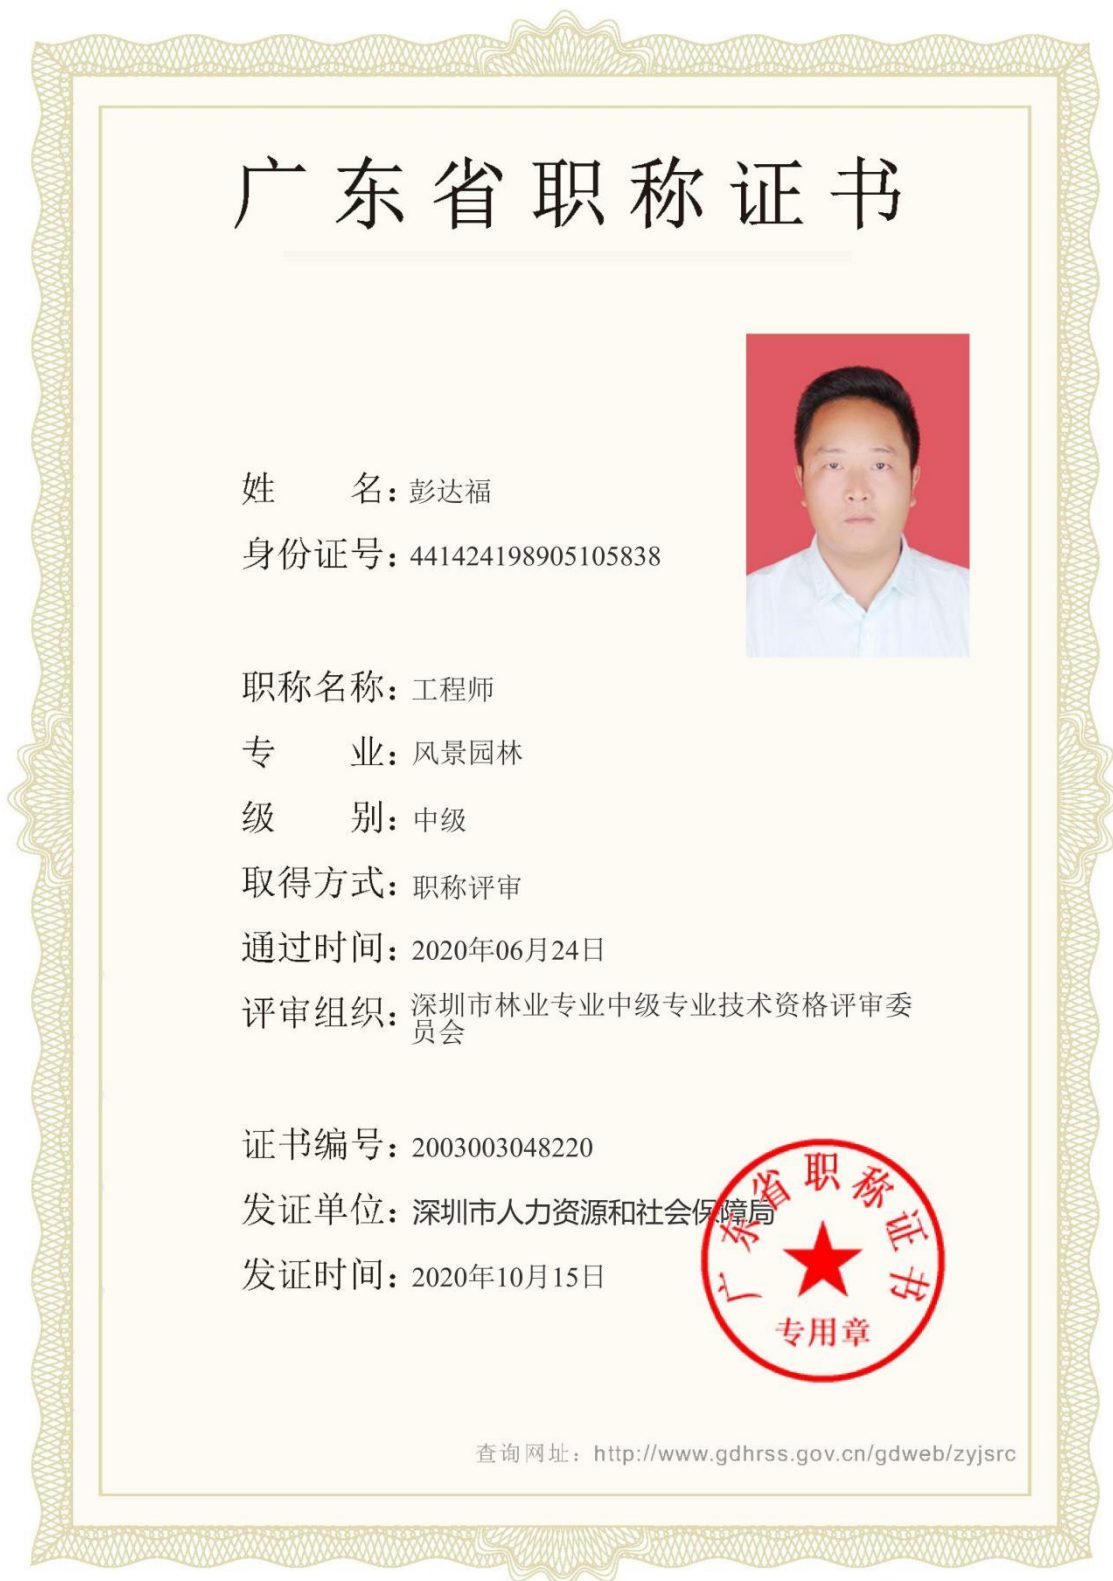 广东省职称证书
姓 名：彭达福
身份证号：441424198905105838
职称名称：工程师
专 业：风景园林
级 别：中级
取得方式：职称评审
通过时间：2020年06月24日
评审组织：深圳市林业专业中级专业技术资格评审委
员会
证书编号：2003003048220
发证单位：深圳市人力资源和社会保障局
发证时间：2020年10月15日
广东省职称证书
专用章
查询网址：http://www.gdhrss.gov.cn/gdweb/zyjsrc